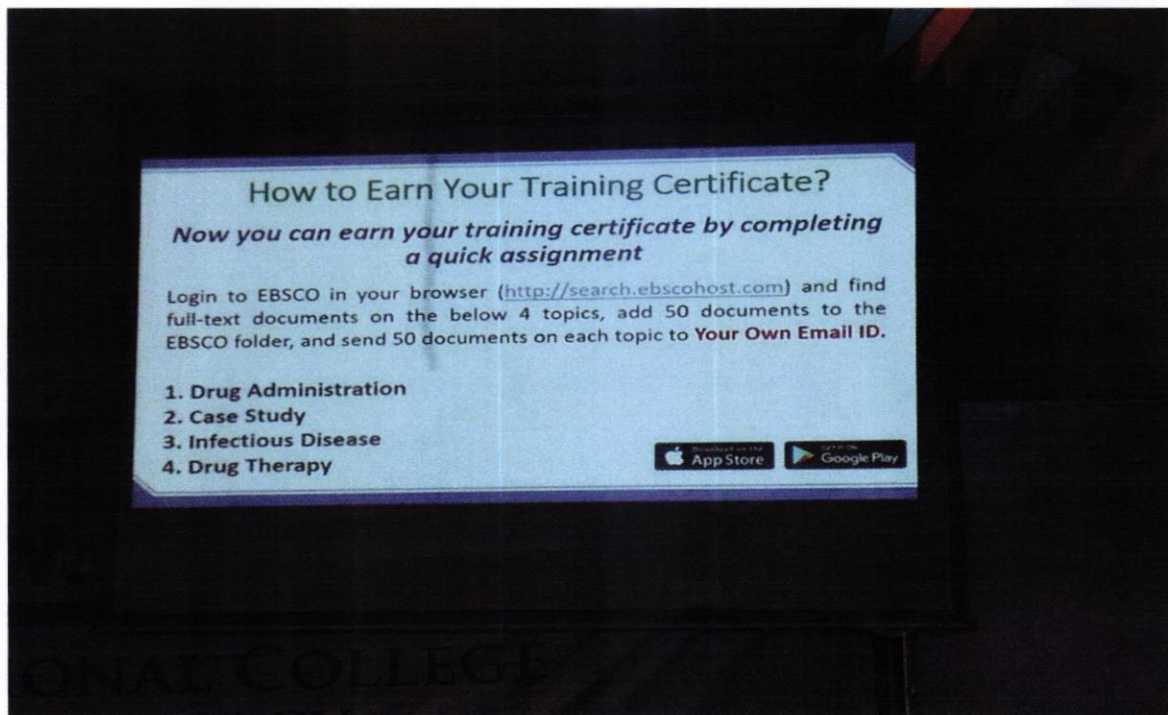 How to Earn Your Training Certificate?
Now you can earn your training certificate by completing
a quick assignment
Login to EBSCO in your browser (http://search.ebscohost.com) and find
full-text documents on the below 4 topics, add 50 documents to the
EBSCO folder, and send 50 documents on each topic to Your Own Email ID.
1. Drug Administration
2. Case Study
3. Infectious Disease
4. Drug Therapy
App Store
GET IT ON
Google Play
ONAL COLLEGE